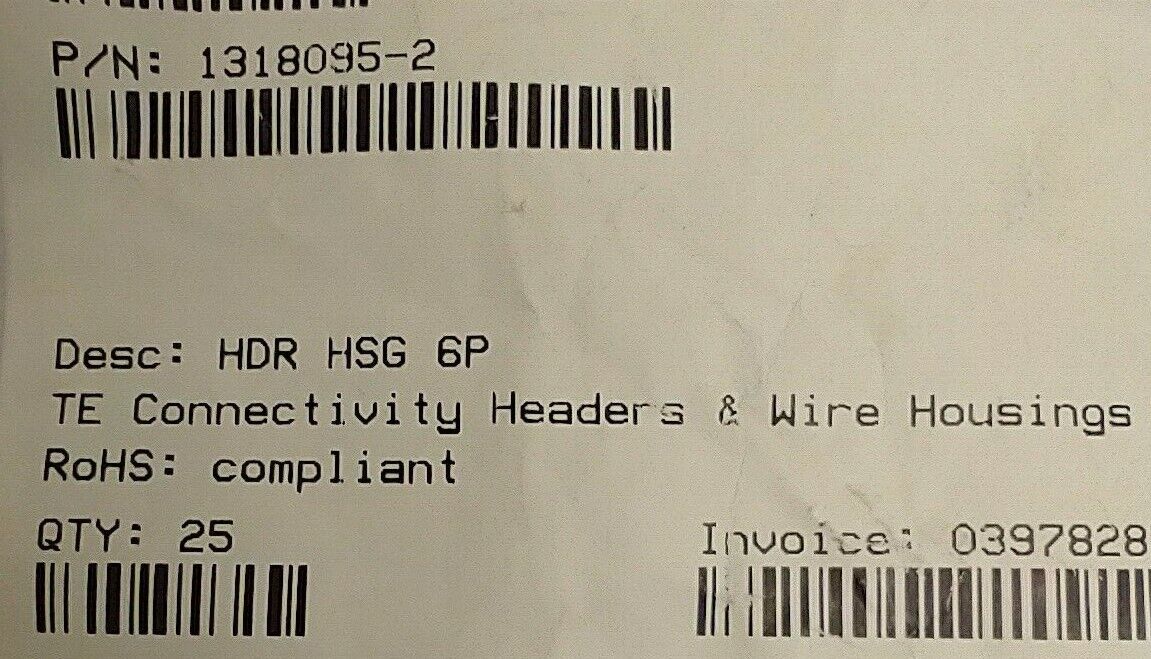 P/N: 1318095-2
Desc: HDR HSG 6P
TE Connectivity Headers & Wire Housings
RoHS: compliant
QTY: 25
Invoice: 0397828